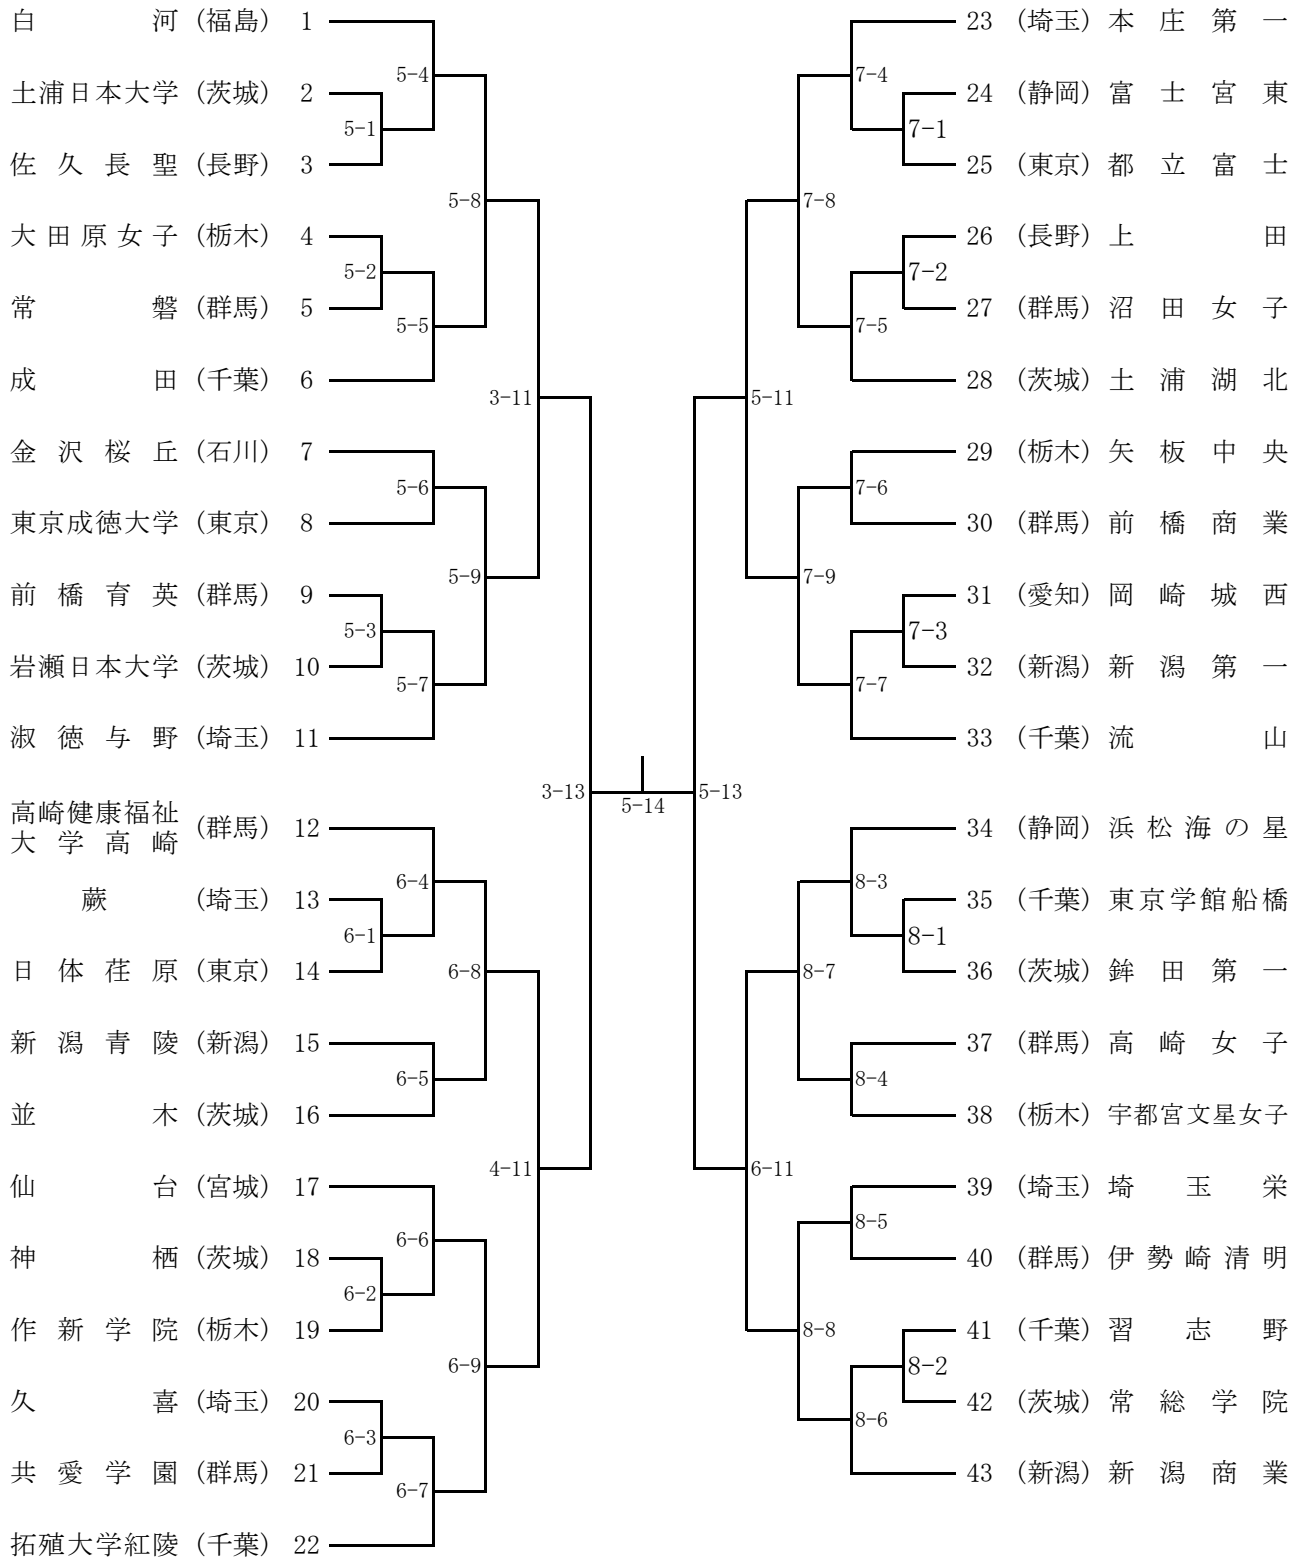 白河 (福島) 1
5-4
土浦日本大学 (茨城) 2
5-1
佐久長聖 (長野) 3
5-8
大田原女子 (栃木) 4
5-2
常磐 (群馬) 5
5-5
成田 (千葉) 6
3-11
金沢桜丘 (石川) 7
5-6
東京成徳大学 (東京) 8
5-9
前橋育英 (群馬) 9
5-3
岩瀬日本大学 (茨城) 10
5-7
淑徳与野 (埼玉) 11
3-13
高崎健康福祉
大学高崎 (群馬) 12
6-4
蕨 (埼玉) 13
6-1
日体荏原 (東京) 14
6-8
新潟青陵 (新潟) 15
6-5
並木 (茨城) 16
4-11
仙台 (宮城) 17
6-6
神栖 (茨城) 18
6-2
作新学院 (栃木) 19
6-9
久喜 (埼玉) 20
6-3
共愛学園 (群馬) 21
6-7
拓殖大学紅陵 (千葉) 22
5-14
23 (埼玉) 本庄第一
7-4
24 (静岡) 富士宮東
7-1
25 (東京) 都立富士
7-8
26 (長野) 上田
7-2
27 (群馬) 沼田女子
7-5
28 (茨城) 土浦湖北
5-11
29 (栃木) 矢板中央
7-6
30 (群馬) 前橋商業
7-9
31 (愛知) 岡崎城西
7-3
32 (新潟) 新潟第一
7-7
33 (千葉) 流山
5-13
34 (静岡) 浜松海の星
8-3
35 (千葉) 東京学館船橋
8-1
36 (茨城) 鉾田第一
8-7
37 (群馬) 高崎女子
8-4
38 (栃木) 宇都宮文星女子
6-11
39 (埼玉) 埼玉栄
8-5
40 (群馬) 伊勢崎清明
8-8
41 (千葉) 習志野
8-2
42 (茨城) 常総学院
8-6
43 (新潟) 新潟商業